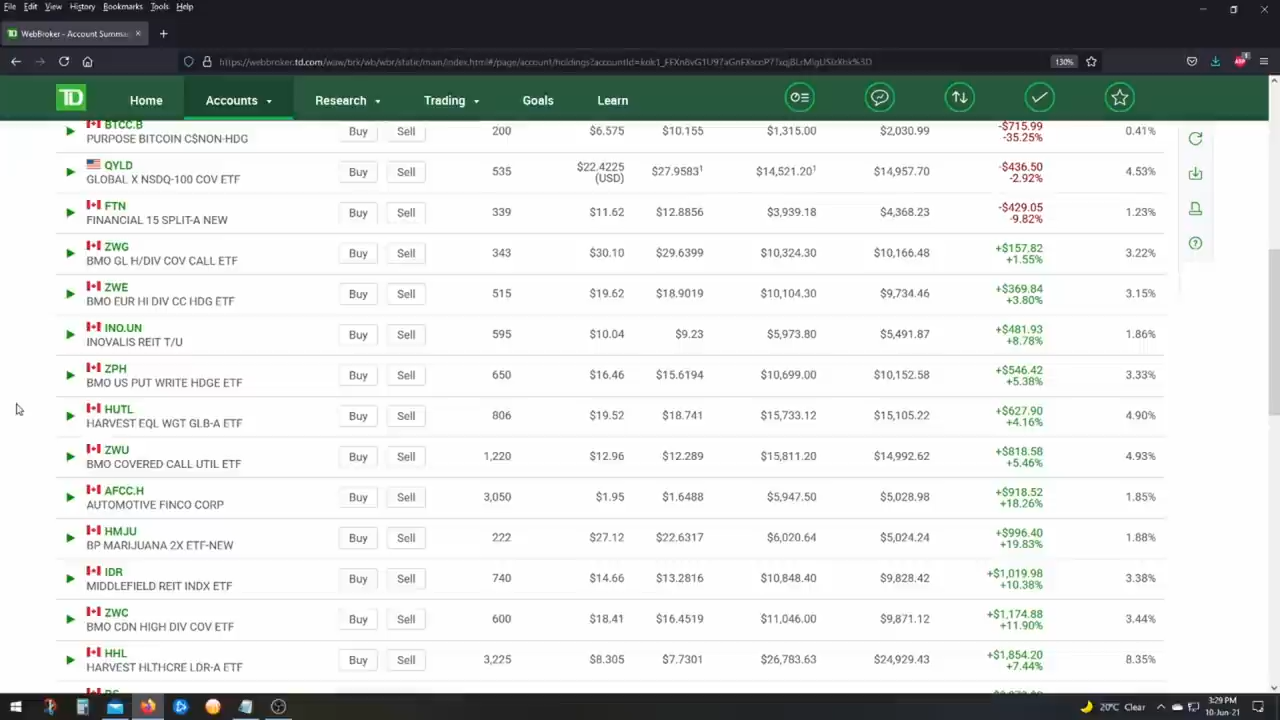 File Edit View History Bookmarks Tools Help
WebBroker - Account Summa
130%
TD Home Accounts Research Trading Goals Learn
BTCC.B
PURPOSE BITCOIN C$NON-HDG Buy Sell 200 $6.575 $10.155 $1,315.00 $2,030.99 -$715.99 -35.25% 0.41%
QYLD
GLOBAL X NSDQ-100 COV ETF Buy Sell 535 $22.4225 (USD) $27.9583¹ $14,521.20¹ $14,957.70 -$436.50 -2.92% 4.53%
FTN
FINANCIAL 15 SPLIT-A NEW Buy Sell 339 $11.62 $12.8856 $3,939.18 $4,368.23 -$429.05 -9.82% 1.23%
ZWG
BMO GL H/DIV COV CALL ETF Buy Sell 343 $30.10 $29.6399 $10,324.30 $10,166.48 +$157.82 +1.55% 3.22%
ZWE
BMO EUR HI DIV CC HDG ETF Buy Sell 515 $19.62 $18.9019 $10,104.30 $9,734.46 +$369.84 +3.80% 3.15%
INO.UN
INOVALIS REIT T/U Buy Sell 595 $10.04 $9.23 $5,973.80 $5,491.87 +$481.93 +8.78% 1.86%
ZPH
BMO US PUT WRITE HDGE ETF Buy Sell 650 $16.46 $15.6194 $10,699.00 $10,152.58 +$546.42 +5.38% 3.33%
HUTL
HARVEST EQL WGT GLB-A ETF Buy Sell 806 $19.52 $18.741 $15,733.12 $15,105.22 +$627.90 +4.16% 4.90%
ZWU
BMO COVERED CALL UTIL ETF Buy Sell 1,220 $12.96 $12.289 $15,811.20 $14,992.62 +$818.58 +5.46% 4.93%
AFCC.H
AUTOMOTIVE FINCO CORP Buy Sell 3,050 $1.95 $1.6488 $5,947.50 $5,028.98 +$918.52 +18.26% 1.85%
HMJU
BP MARIJUANA 2X ETF-NEW Buy Sell 222 $27.12 $22.6317 $6,020.64 $5,024.24 +$996.40 +19.83% 1.88%
IDR
MIDDLEFIELD REIT INDX ETF Buy Sell 740 $14.66 $13.2816 $10,848.40 $9,828.42 +$1,019.98 +10.38% 3.38%
ZWC
BMO CDN HIGH DIV COV ETF Buy Sell 600 $18.41 $16.4519 $11,046.00 $9,871.12 +$1,174.88 +11.90% 3.44%
HHL
HARVEST HLTHCRE LDR-A ETF Buy Sell 3,225 $8.305 $7.7301 $26,783.63 $24,929.43 +$1,854.20 +7.44% 8.35%
20°C Clear 3:29 PM
10-Jun-21